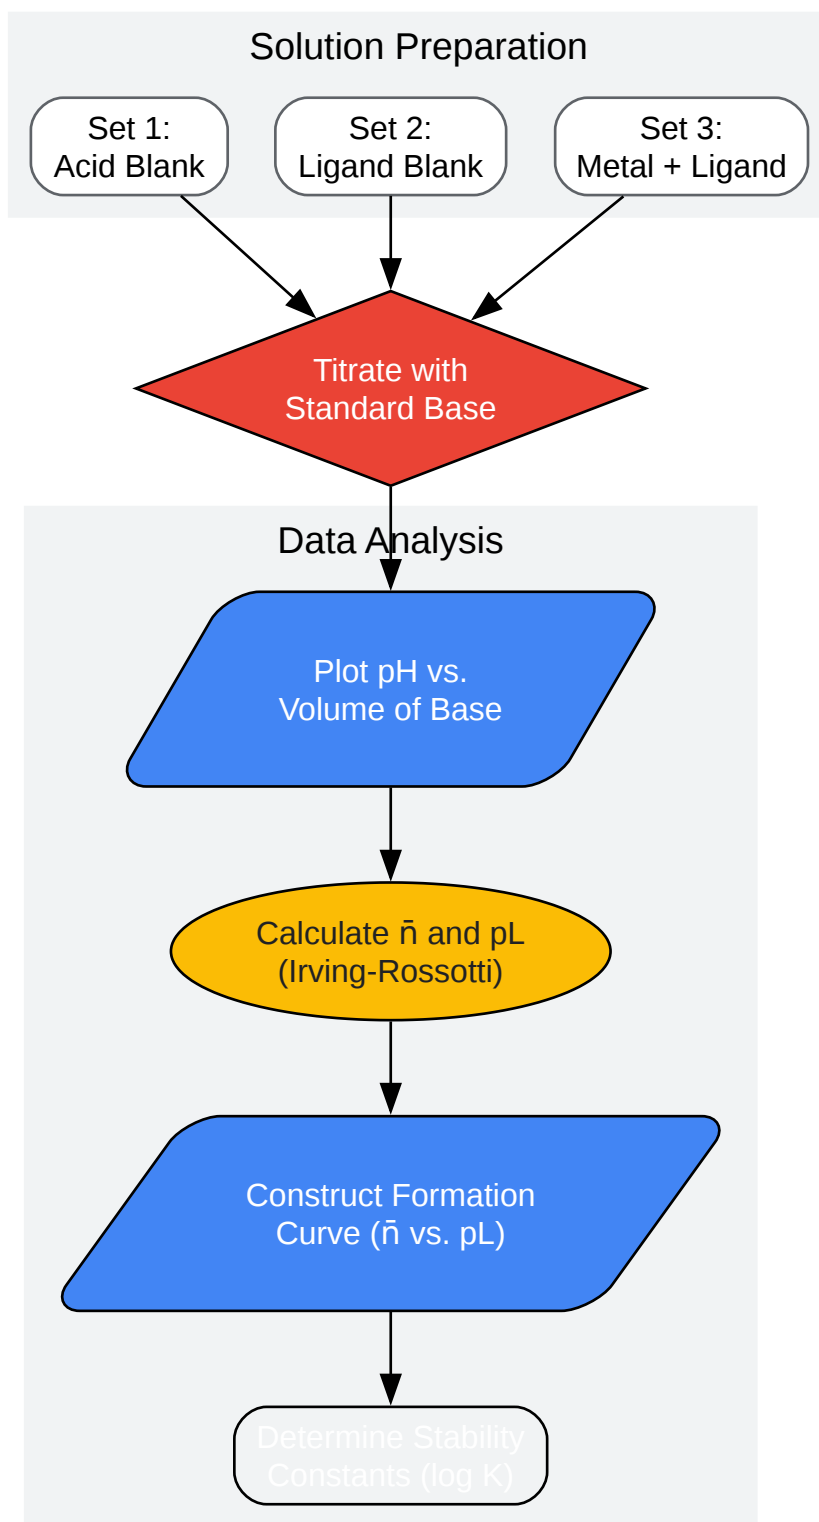 Solution Preparation
Set 1:
Acid Blank
Set 2:
Ligand Blank
Set 3:
Metal + Ligand
Titrate with
Standard Base
Data Analysis
Plot pH vs.
Volume of Base
Calculate n̄ and pL
(Irving-Rossotti)
Construct Formation
Curve (n̄ vs. pL)
Determine Stability
Constants (log K)